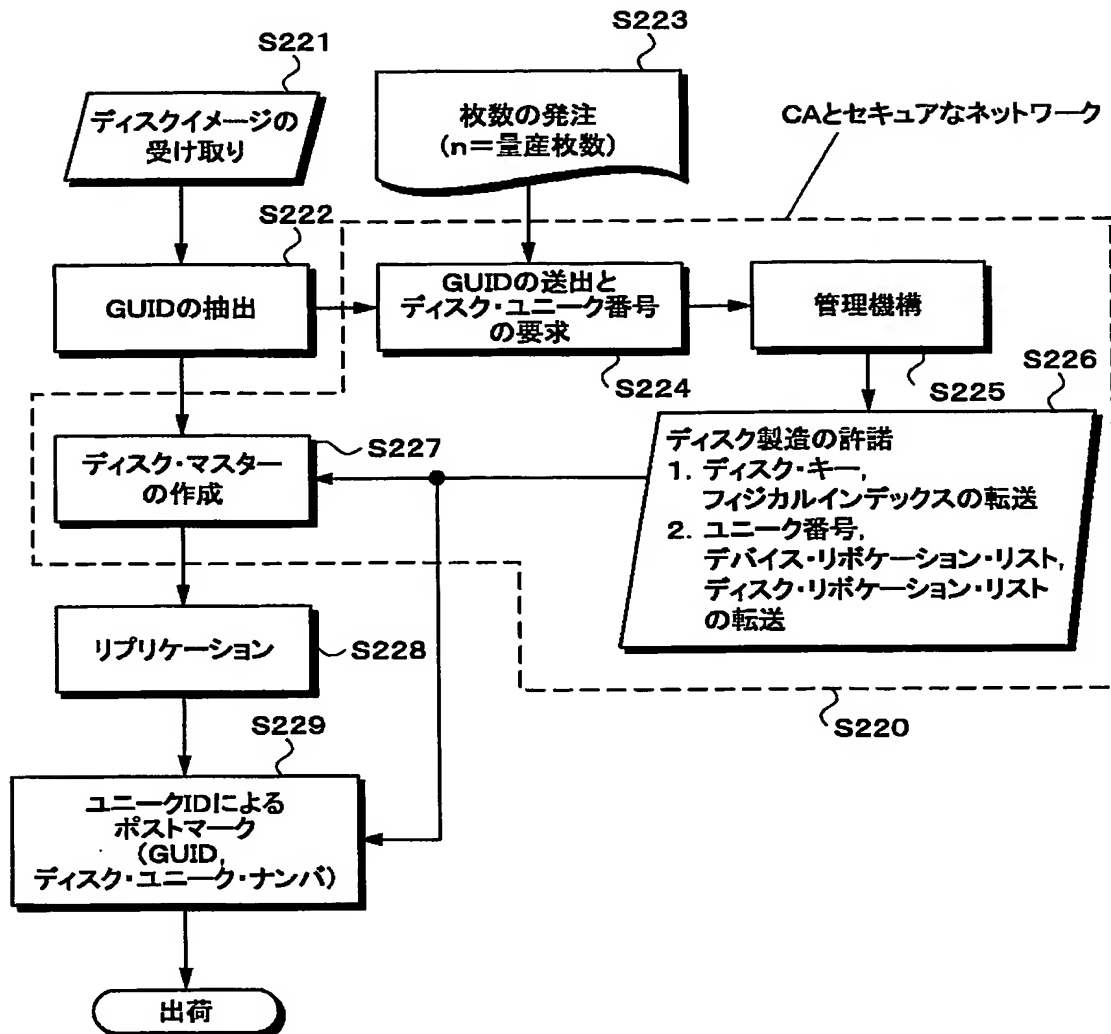 S221
ディスクイメージの
受け取り
S223
枚数の発注
(n=量産枚数)
CAとセキュアなネットワーク
S222
GUIDの抽出
GUIDの送出と
ディスク・ユニーク番号
の要求
S224
管理機構
S225
S226
ディスク製造の許諾
1. ディスク・キー,
フィジカルインデックスの転送
2. ユニーク番号,
デバイス・リボケーション・リスト,
ディスク・リボケーション・リスト
の転送
S227
ディスク・マスター
の作成
リプリケーション
S228
S220
S229
ユニークIDによる
ポストマーク
(GUID,
ディスク・ユニーク・ナンバ)
出荷